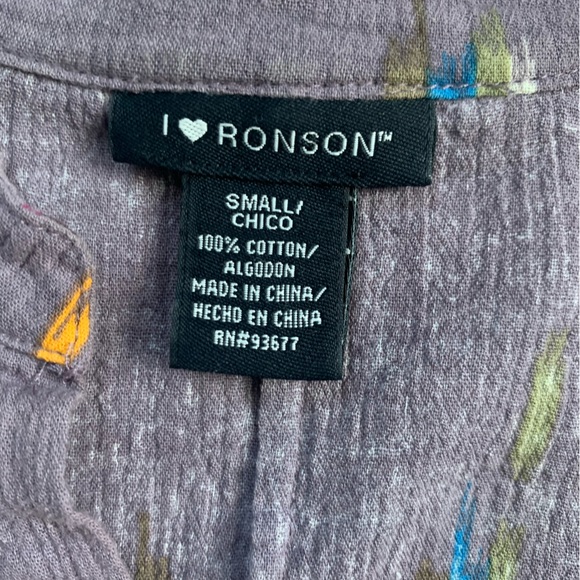 I ♥ RONSON™
SMALL/
CHICO
100% COTTON/
ALGODON
MADE IN CHINA/
HECHO EN CHINA
RN#93677